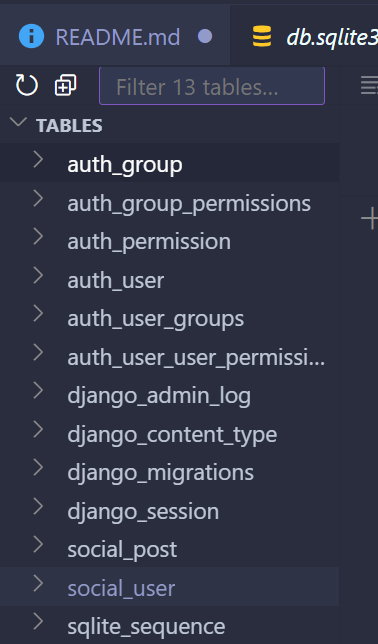 README.md
db.sqlite3
Filter 13 tables...
TABLES
auth_group
auth_group_permissions
auth_permission
auth_user
auth_user_groups
auth_user_user_permissi...
django_admin_log
django_content_type
django_migrations
django_session
social_post
social_user
sqlite_sequence